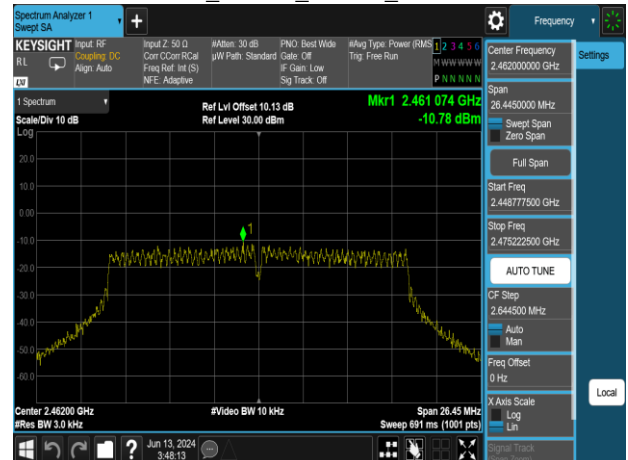 Spectrum Analyzer 1
Swept SA
Frequency
KEYSIGHT
RL
LXI
Input: RF
Coupling: DC
Align: Auto
Input Z: 50 Ω
Corr CCorr RCal
Freq Ref: Int (S)
NFE: Adaptive
#Atten: 30 dB
µW Path: Standard
PNO: Best Wide
Gate: Off
IF Gain: Low
Sig Track: Off
#Avg Type: Power (RMS
Trig: Free Run
1 2 3 4 5 6
M W W W W W
P N N N N N
1 Spectrum
Scale/Div 10 dB
Log
Ref Lvl Offset 10.13 dB
Ref Level 30.00 dBm
Mkr1 2.461 074 GHz
-10.78 dBm
20.0
10.0
0.00
-10.0
-20.0
-30.0
-40.0
-50.0
-60.0
1
Center 2.46200 GHz
#Res BW 3.0 kHz
#Video BW 10 kHz
Span 26.45 MHz
Sweep 691 ms (1001 pts)
Jun 13, 2024
3:48:13
Center Frequency
2.462000000 GHz
Settings
Span
26.4450000 MHz
Swept Span
Zero Span
Full Span
Start Freq
2.448777500 GHz
Stop Freq
2.475222500 GHz
AUTO TUNE
CF Step
2.644500 MHz
Auto
Man
Freq Offset
0 Hz
X Axis Scale
Log
Lin
Local
Signal Track